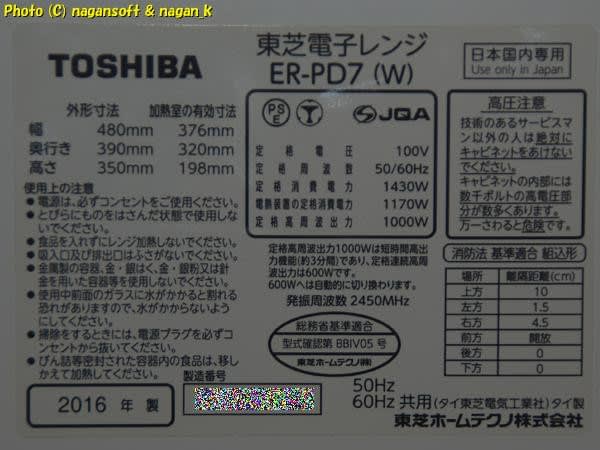 Photo (C) nagansoft & nagan_k
TOSHIBA
東芝電子レンジ
ER-PD7 (W)
日本国内専用
Use only in Japan
外形寸法 加熱室の有効寸法
幅 480mm 376mm
奥行き 390mm 320mm
高さ 350mm 198mm
使用上の注意
●電源は、必ずコンセントをご使用ください。
●とびらにものをはさんだ状態で使用しな
いでください。
●食品を入れずにレンジ加熱しないでください。
●吸入口及び排出口はふさがないでください。
●金属製の容器、金・銀はく、金・銀粉又は針
金を用いた容器等を使用しないでください。
●使用中前面のガラスに水がかかると割れる
恐れがありますので、水がかからないよう
にしてください。
●掃除をするときには、電源プラグを必ずコ
ンセントから抜いてください。
●びん詰等密封された容器内の食品は、移し
かえて加熱してください。
PS
E
JQA
定格電圧 100V
定格周波数 50/60Hz
定格消費電力 1430W
電熱装置の定格消費電力 1170W
定格高周波出力 1000W
定格高周波出力1000Wは短時間高出
力機能(約3分間)であり、定格連続高周
波出力は600Wです。
600Wへは自動的に切り換わります。
発振周波数 2450MHz
総務省基準適合
型式確認第 BBIV05 号
東芝ホームテクノ(株)
高圧注意
技術のあるサービスマ
ン以外の人は絶対に
キャビネットをあけない
でください。
キャビネットの内部には
数千ボルトの高電圧部
分が数多くあります。
万一さわると危険です。
消防法 基準適合 組込形
場所 離隔距離(cm)
上方 10
左方 1.5
右方 4.5
前方 開放
後方 0
下方 0
2016 年 製
製造番号
50Hz
60Hz 共用(タイ東芝電気工業社)タイ製
東芝ホームテクノ株式会社